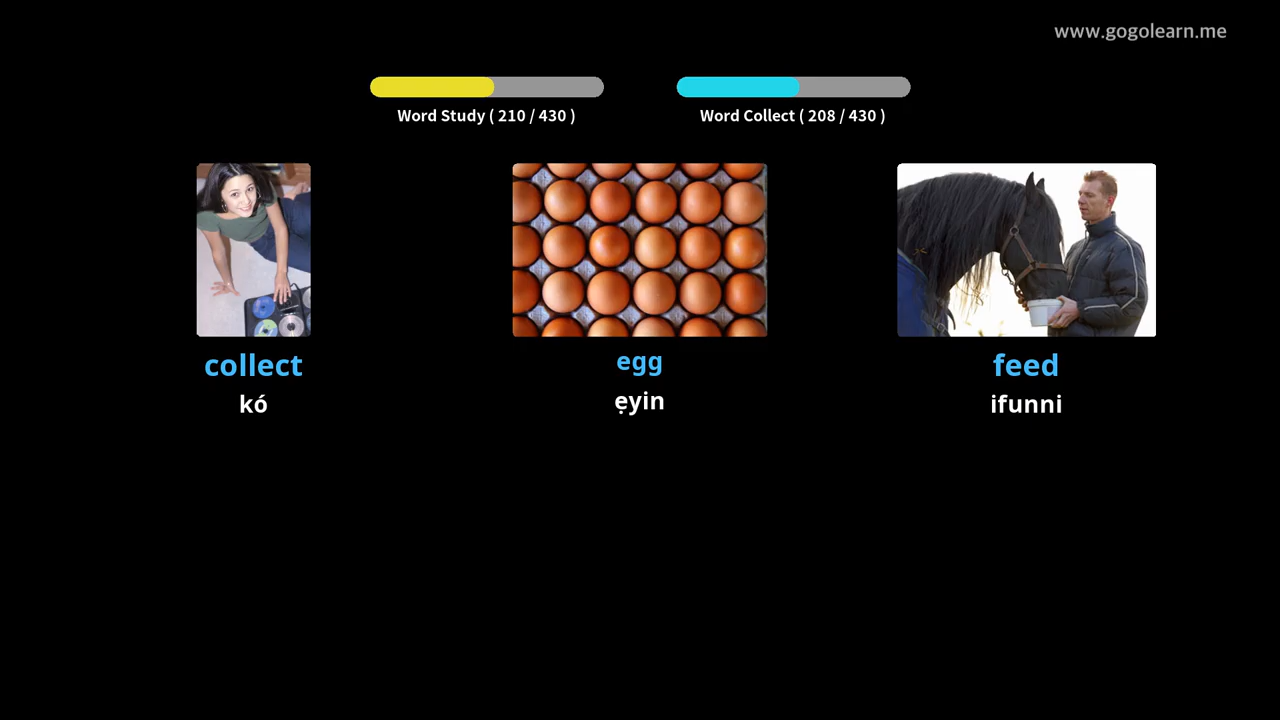 www.gogolearn.me
Word Study ( 210 / 430 )
Word Collect ( 208 / 430 )
collect
egg
feed
kó
ẹyin
ifunni